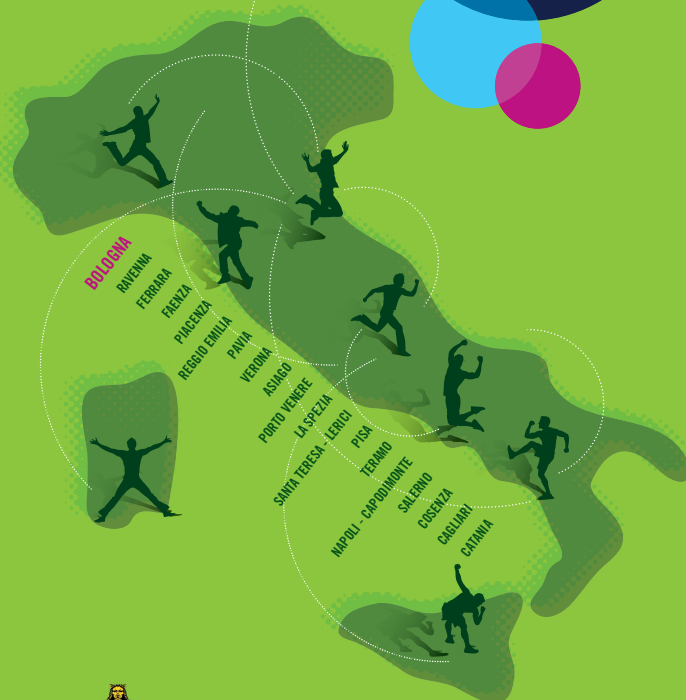 BOLOGNA
RAVENNA
FERRARA
FAENZA
PIACENZA
REGGIO EMILIA
PAVIA
VERONA
ASIAGO
PORTO VENERE
LA SPEZIA
SANTA TERESA - LERICI
PISA
TERAMO
NAPOLI - CAPODIMONTE
SALERNO
COSENZA
CAGLIARI
CATANIA